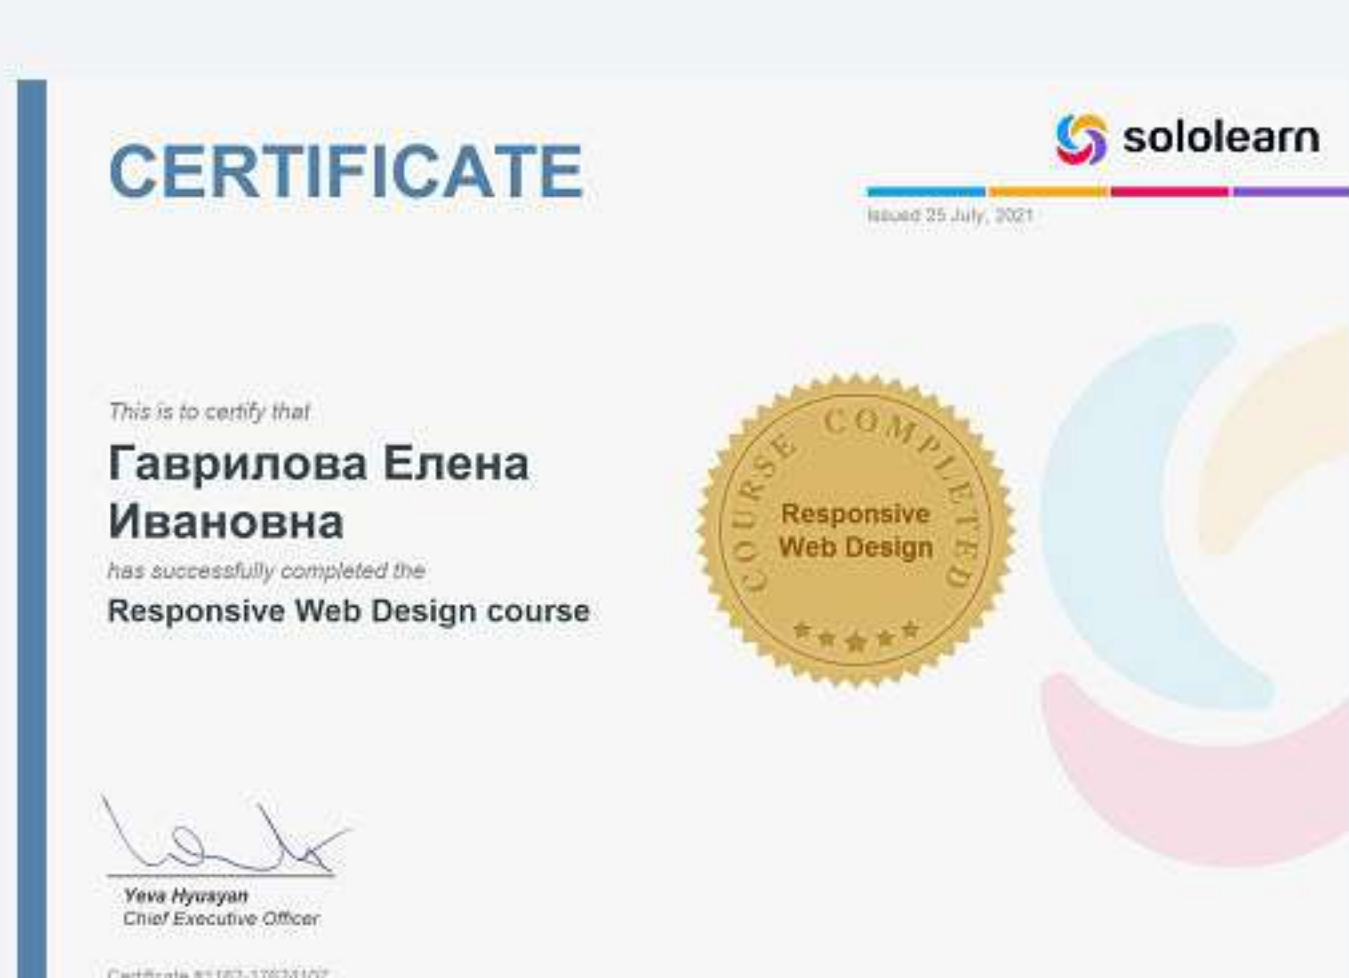 CERTIFICATE
sololearn
Issued 25 July, 2021
This is to certify that
Гаврилова Елена
Ивановна
has successfully completed the
Responsive Web Design course
COURSE COMPLETED
Responsive
Web Design
Yeva Hyusyan
Chief Executive Officer
Certificate